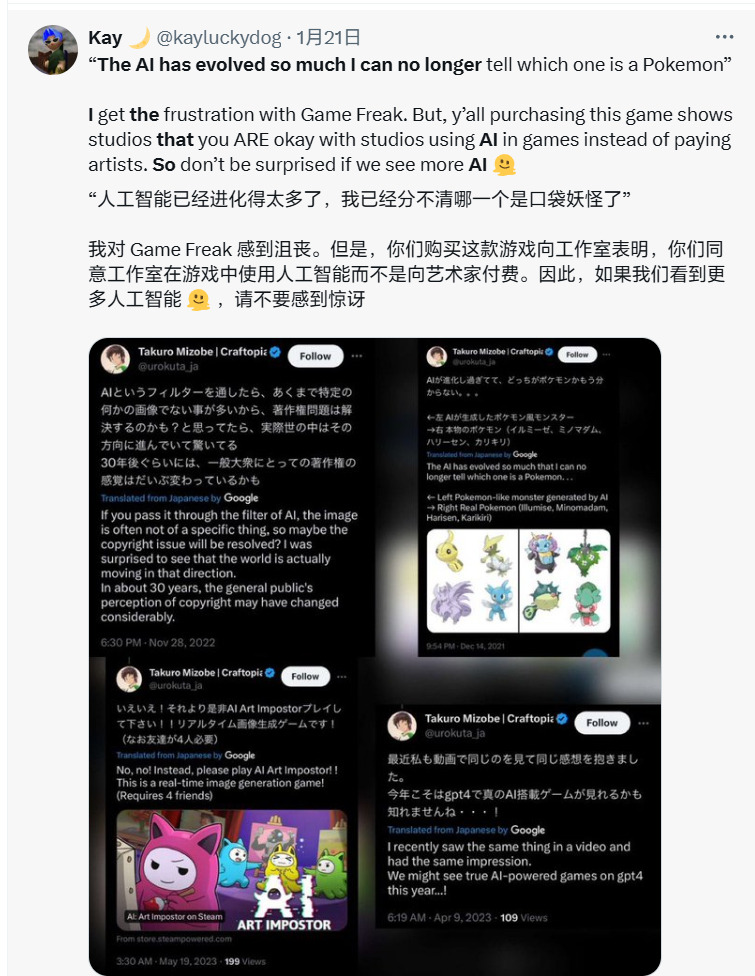 Kay 🌙 @kayluckydog · 1月21日
“The AI has evolved so much I can no longer tell which one is a Pokemon”
I get the frustration with Game Freak. But, y’all purchasing this game shows
studios that you ARE okay with studios using AI in games instead of paying
artists. So don’t be surprised if we see more AI 🫠
“人工智能已经进化得太多了，我已经分不清哪一个是口袋妖怪了”
我对 Game Freak 感到沮丧。但是，你们购买这款游戏向工作室表明，你们同
意工作室在游戏中使用人工智能而不是向艺术家付费。因此，如果我们看到更
多人工智能 🫠 ，请不要感到惊讶
Takuro Mizobe | Craftopia
Follow
@urokuta_ja
AIというフィルターを通したら、あくまで特定の
何かの画像でない事が多いから、著作権問題は解
決するのかも？と思ってたら、実際世の中はその
方向に進んでいて驚いてる
30年後ぐらいには、一般大衆にとっての著作権の
感覚はだいぶ変わっているかも
Translated from Japanese by Google
If you pass it through the filter of AI, the image
is often not of a specific thing, so maybe the
copyright issue will be resolved? I was
surprised to see that the world is actually
moving in that direction.
In about 30 years, the general public's
perception of copyright may have changed
considerably.
6:30 PM · Nov 28, 2022
Takuro Mizobe | Craftopia
Follow
@urokuta_ja
AIが進化し過ぎてて、どっちがポケモンかもう分
からない。。。
←左 AIが生成したポケモン風モンスター
→右 本物のポケモン（イルミーゼ、ミノマダム、
ハリーセン、カリキリ）
Translated from Japanese by Google
The AI has evolved so much that I can no
longer tell which one is a Pokemon. . .
← Left Pokemon-like monster generated by AI
→ Right Real Pokemon (Illumise, Minomadam,
Harisen, Karikiri)
9:54 PM · Dec 14, 2021
Takuro Mizobe | Craftopia
Follow
@urokuta_ja
いえいえ！それより是非AI Art Impostorプレイし
て下さい！！リアルタイム画像生成ゲームです！
（なお友達が4人必要）
Translated from Japanese by Google
No, no! Instead, please play AI Art Impostor! !
This is a real-time image generation game!
(Requires 4 friends)
AI
ART IMPOSTOR
AI: Art Impostor on Steam
From store.steampowered.com
3:30 AM · May 19, 2023 · 199 Views
Takuro Mizobe | Craftopia
Follow
@urokuta_ja
最近私も動画で同じのを見て同じ感想を抱きまし
た。
今年こそはgpt4で真のAI搭載ゲームが見れるかも
知れませんね・・・！
Translated from Japanese by Google
I recently saw the same thing in a video and
had the same impression.
We might see true AI-powered games on gpt4
this year...!
6:19 AM · Apr 9, 2023 · 109 Views